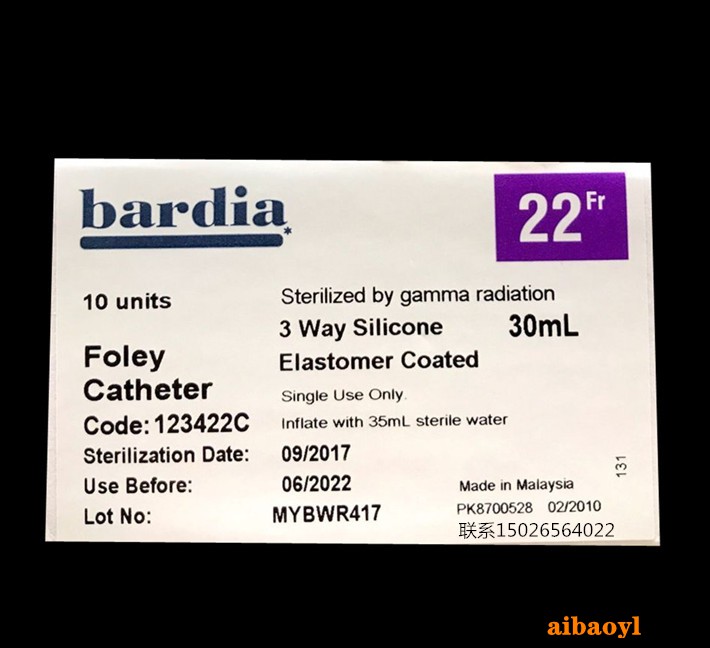 bardia*
22 Fr
10 units
Sterilized by gamma radiation
3 Way Silicone 30mL
Foley
Elastomer Coated
Catheter
Single Use Only.
Code: 123422C
Inflate with 35mL sterile water
Sterilization Date: 09/2017
Use Before: 06/2022
Made in Malaysia
131
Lot No: MYBWR417
PK8700528 02/2010
联系15026564022
aibaoyl